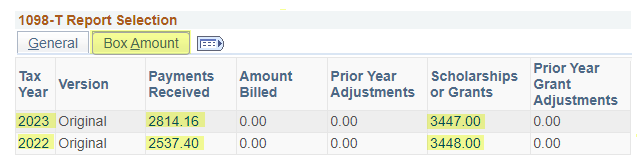 1098-T Report Selection
General Box Amount
Tax Year Version Payments Received Amount Billed Prior Year Adjustments Scholarships or Grants Prior Year Grant Adjustments
2023 Original 2814.16 0.00 0.00 3447.00 0.00
2022 Original 2537.40 0.00 0.00 3448.00 0.00